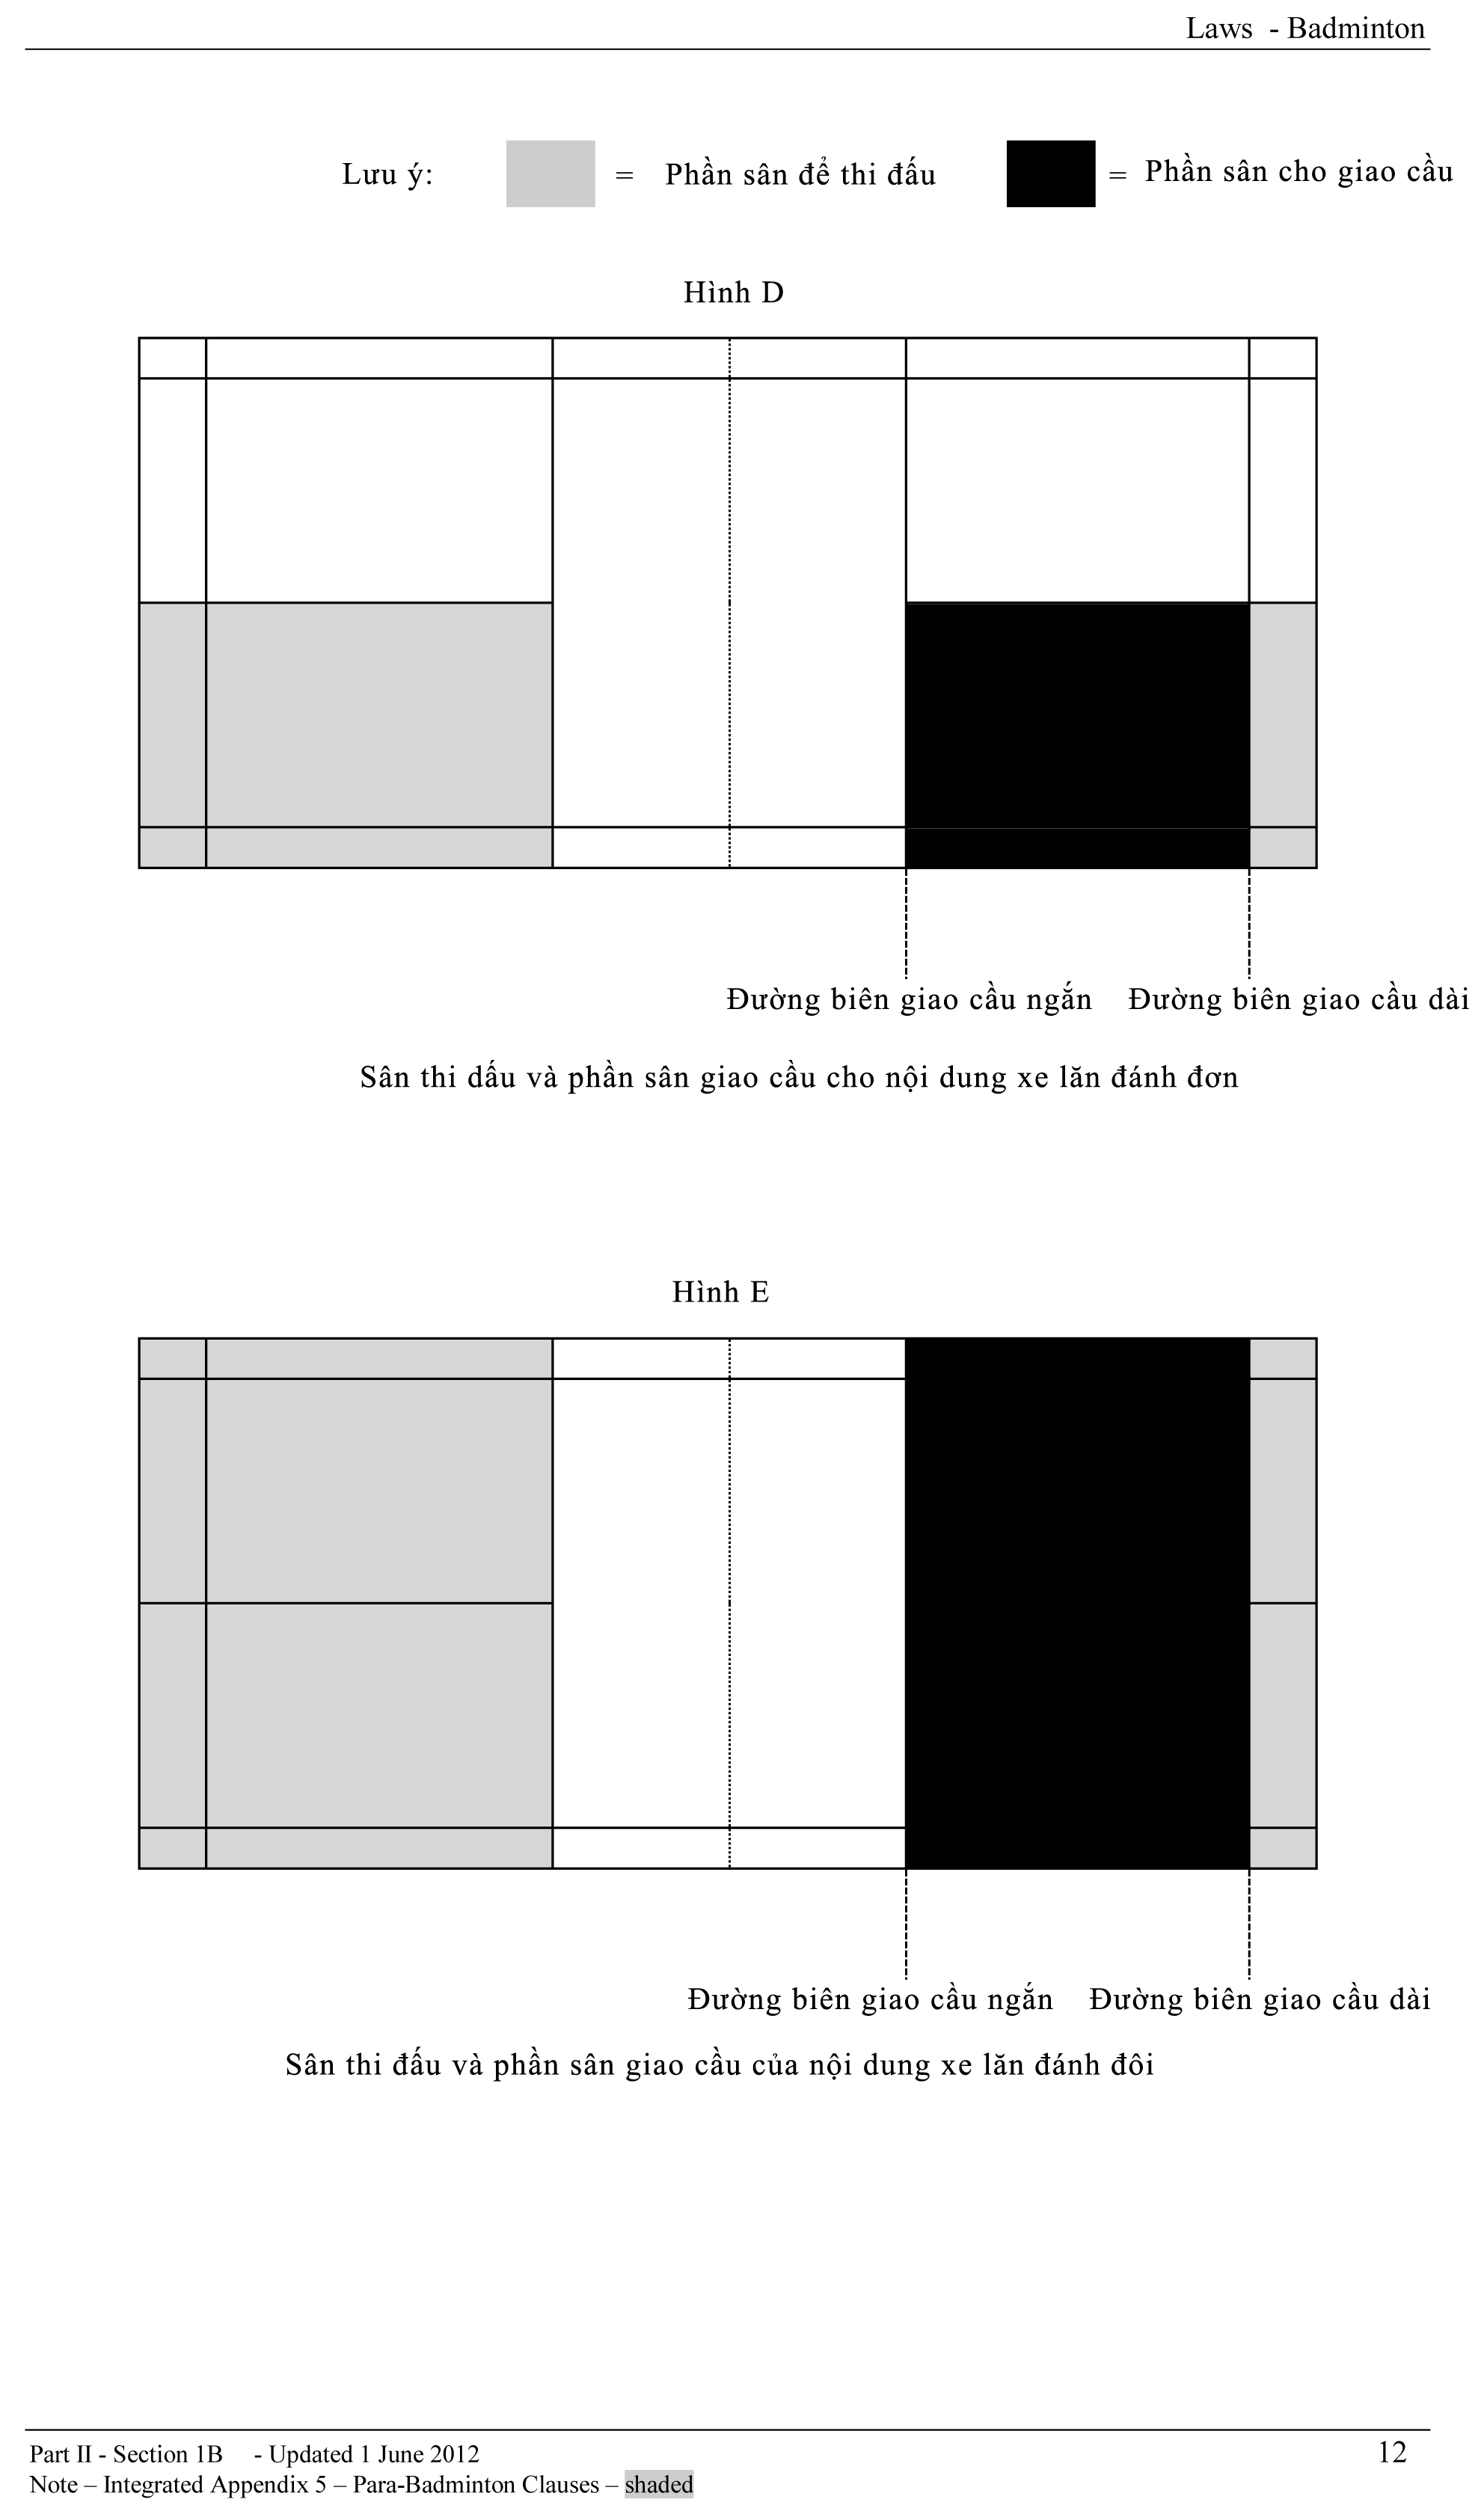 Laws - Badminton
Lưu ý: = Phần sân để thi đấu = Phần sân cho giao cầu
Hình D
Đường biên giao cầu ngắn Đường biên giao cầu dài
Sân thi dấu và phần sân giao cầu cho nội dung xe lăn đánh đơn
Hình E
Đường biên giao cầu ngắn Đường biên giao cầu dài
Sân thi đấu và phần sân giao cầu của nội dung xe lăn đánh đôi
Part II - Section 1B - Updated 1 June 2012 12
Note – Integrated Appendix 5 – Para-Badminton Clauses – shaded